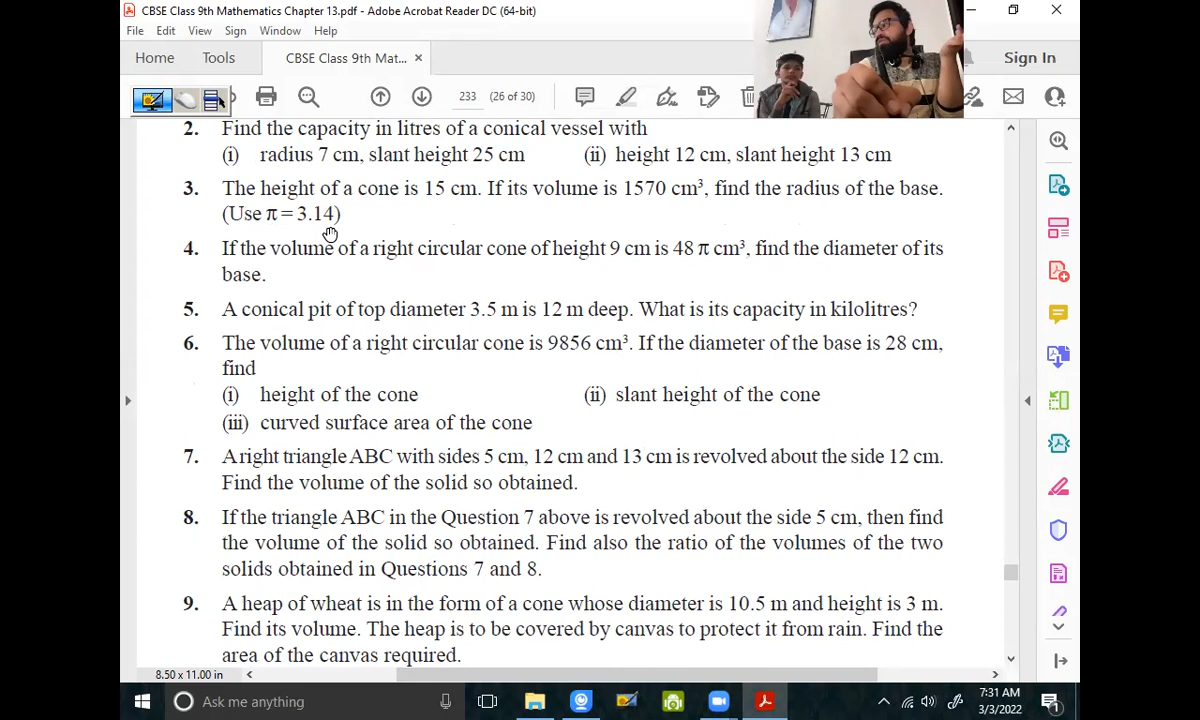 CBSE Class 9th Mathematics Chapter 13.pdf - Adobe Acrobat Reader DC (64-bit)
File Edit View Sign Window Help
Home Tools CBSE Class 9th Mat... × Sign In
233 (26 of 30)
2. Find the capacity in litres of a conical vessel with
(i) radius 7 cm, slant height 25 cm (ii) height 12 cm, slant height 13 cm
3. The height of a cone is 15 cm. If its volume is 1570 cm³, find the radius of the base.
(Use π = 3.14)
4. If the volume of a right circular cone of height 9 cm is 48 π cm³, find the diameter of its
base.
5. A conical pit of top diameter 3.5 m is 12 m deep. What is its capacity in kilolitres?
6. The volume of a right circular cone is 9856 cm³. If the diameter of the base is 28 cm,
find
(i) height of the cone (ii) slant height of the cone
(iii) curved surface area of the cone
7. A right triangle ABC with sides 5 cm, 12 cm and 13 cm is revolved about the side 12 cm.
Find the volume of the solid so obtained.
8. If the triangle ABC in the Question 7 above is revolved about the side 5 cm, then find
the volume of the solid so obtained. Find also the ratio of the volumes of the two
solids obtained in Questions 7 and 8.
9. A heap of wheat is in the form of a cone whose diameter is 10.5 m and height is 3 m.
Find its volume. The heap is to be covered by canvas to protect it from rain. Find the
area of the canvas required.
8.50 x 11.00 in
Ask me anything
7:31 AM
3/3/2022
1